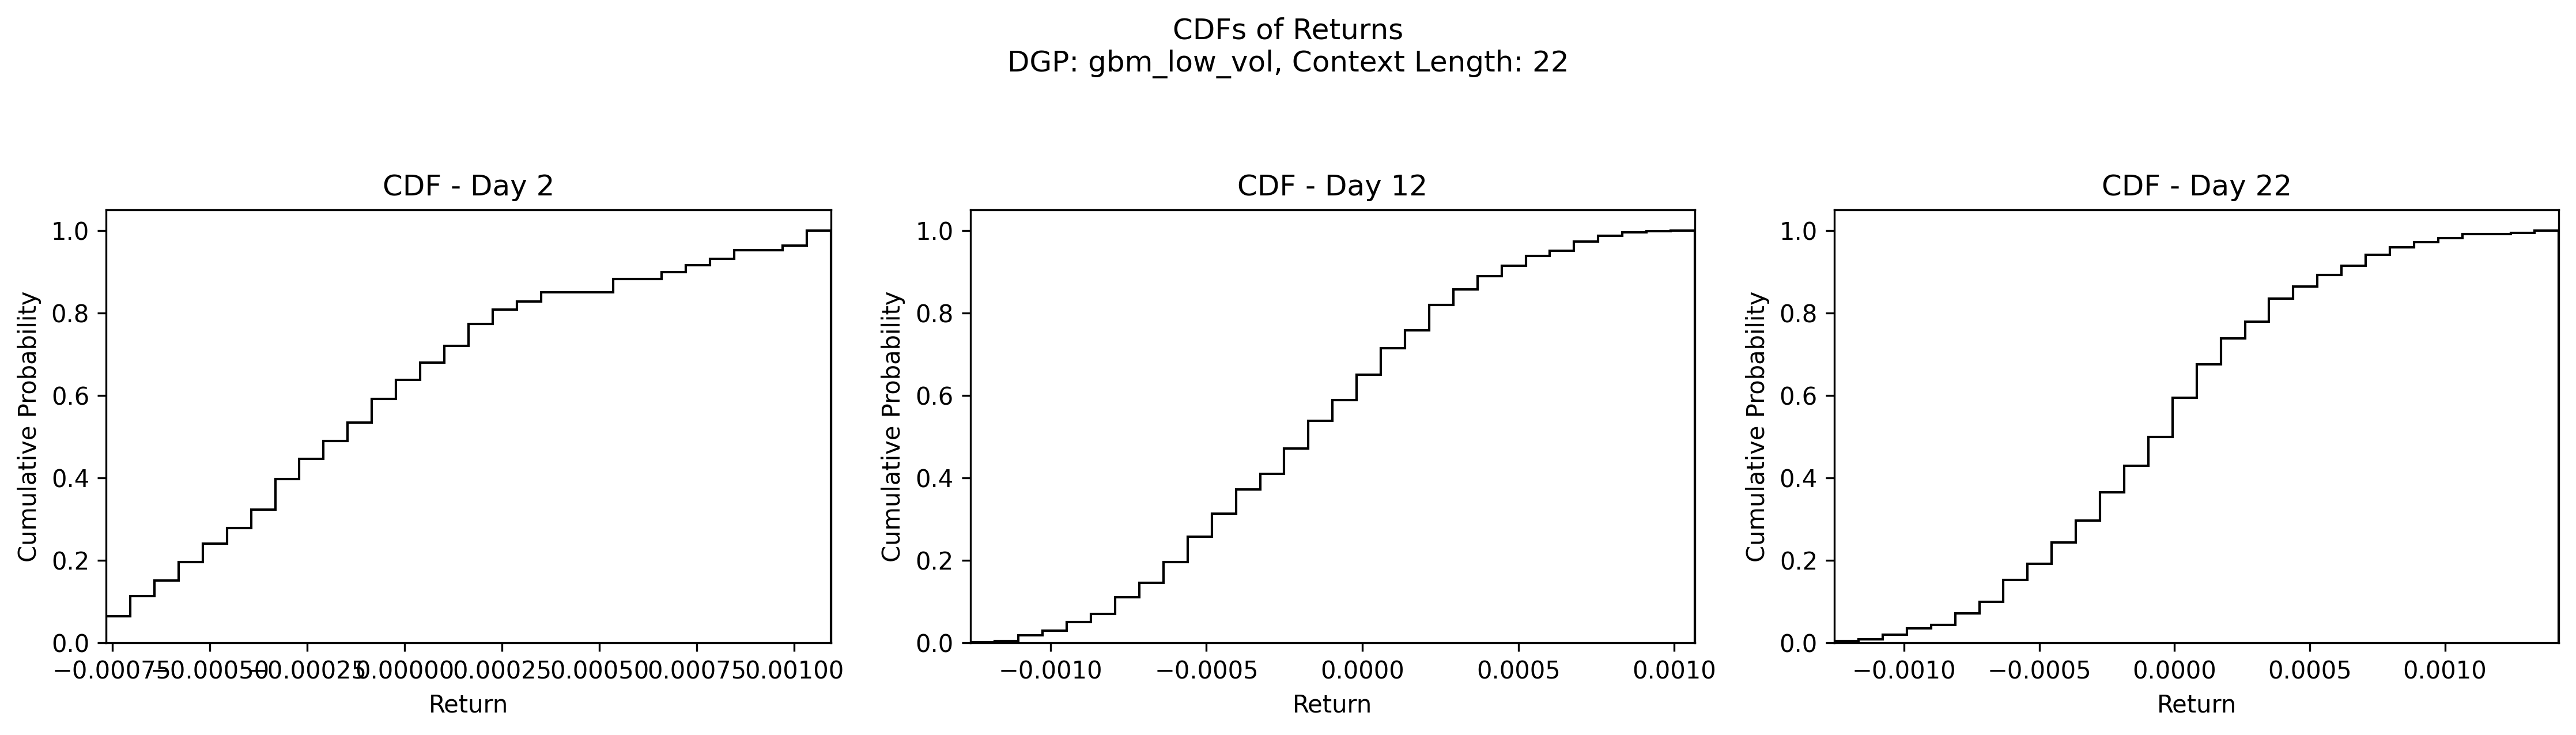 CDFs of Returns
DGP: gbm_low_vol, Context Length: 22
CDF - Day 2
1.0
0.8
0.6
0.4
0.2
0.0
Cumulative Probability
−0.00075 −0.00050 −0.00025 0.00000 0.00025 0.00050 0.00075 0.00100
Return
CDF - Day 12
1.0
0.8
0.6
0.4
0.2
0.0
Cumulative Probability
−0.0010 −0.0005 0.0000 0.0005 0.0010
Return
CDF - Day 22
1.0
0.8
0.6
0.4
0.2
0.0
Cumulative Probability
−0.0010 −0.0005 0.0000 0.0005 0.0010
Return